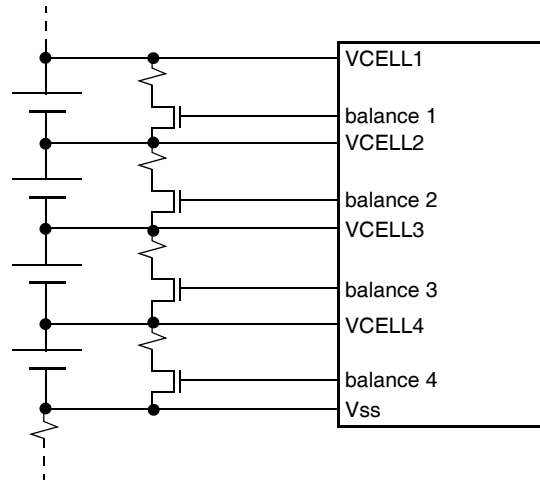 VCELL1
balance 1
VCELL2
balance 2
VCELL3
balance 3
VCELL4
balance 4
Vss